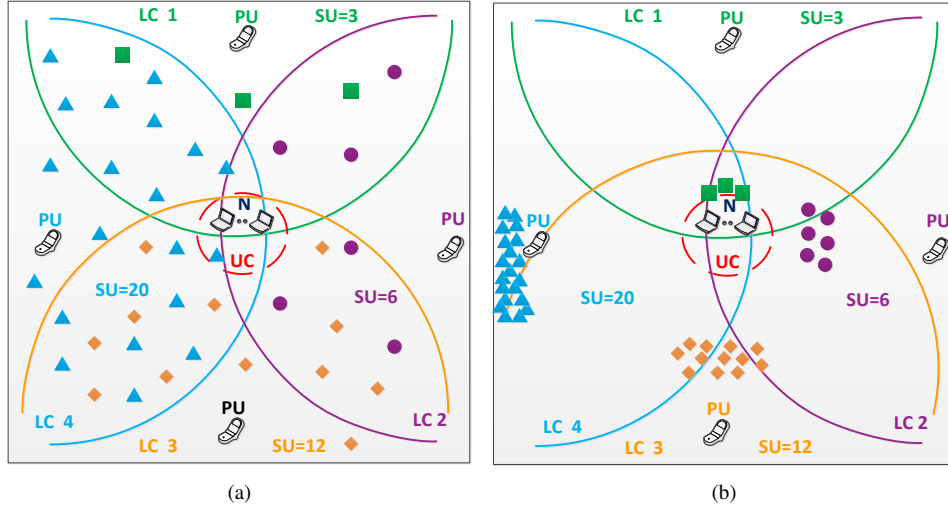 LC 1 PU SU=3
N
PU PU
UC
SU=20 SU=6
PU
LC 4 LC 2
LC 3 SU=12
(a)
LC 1 PU SU=3
N
PU PU
UC
SU=20 SU=6
PU
LC 4 LC 2
LC 3 SU=12
(b)